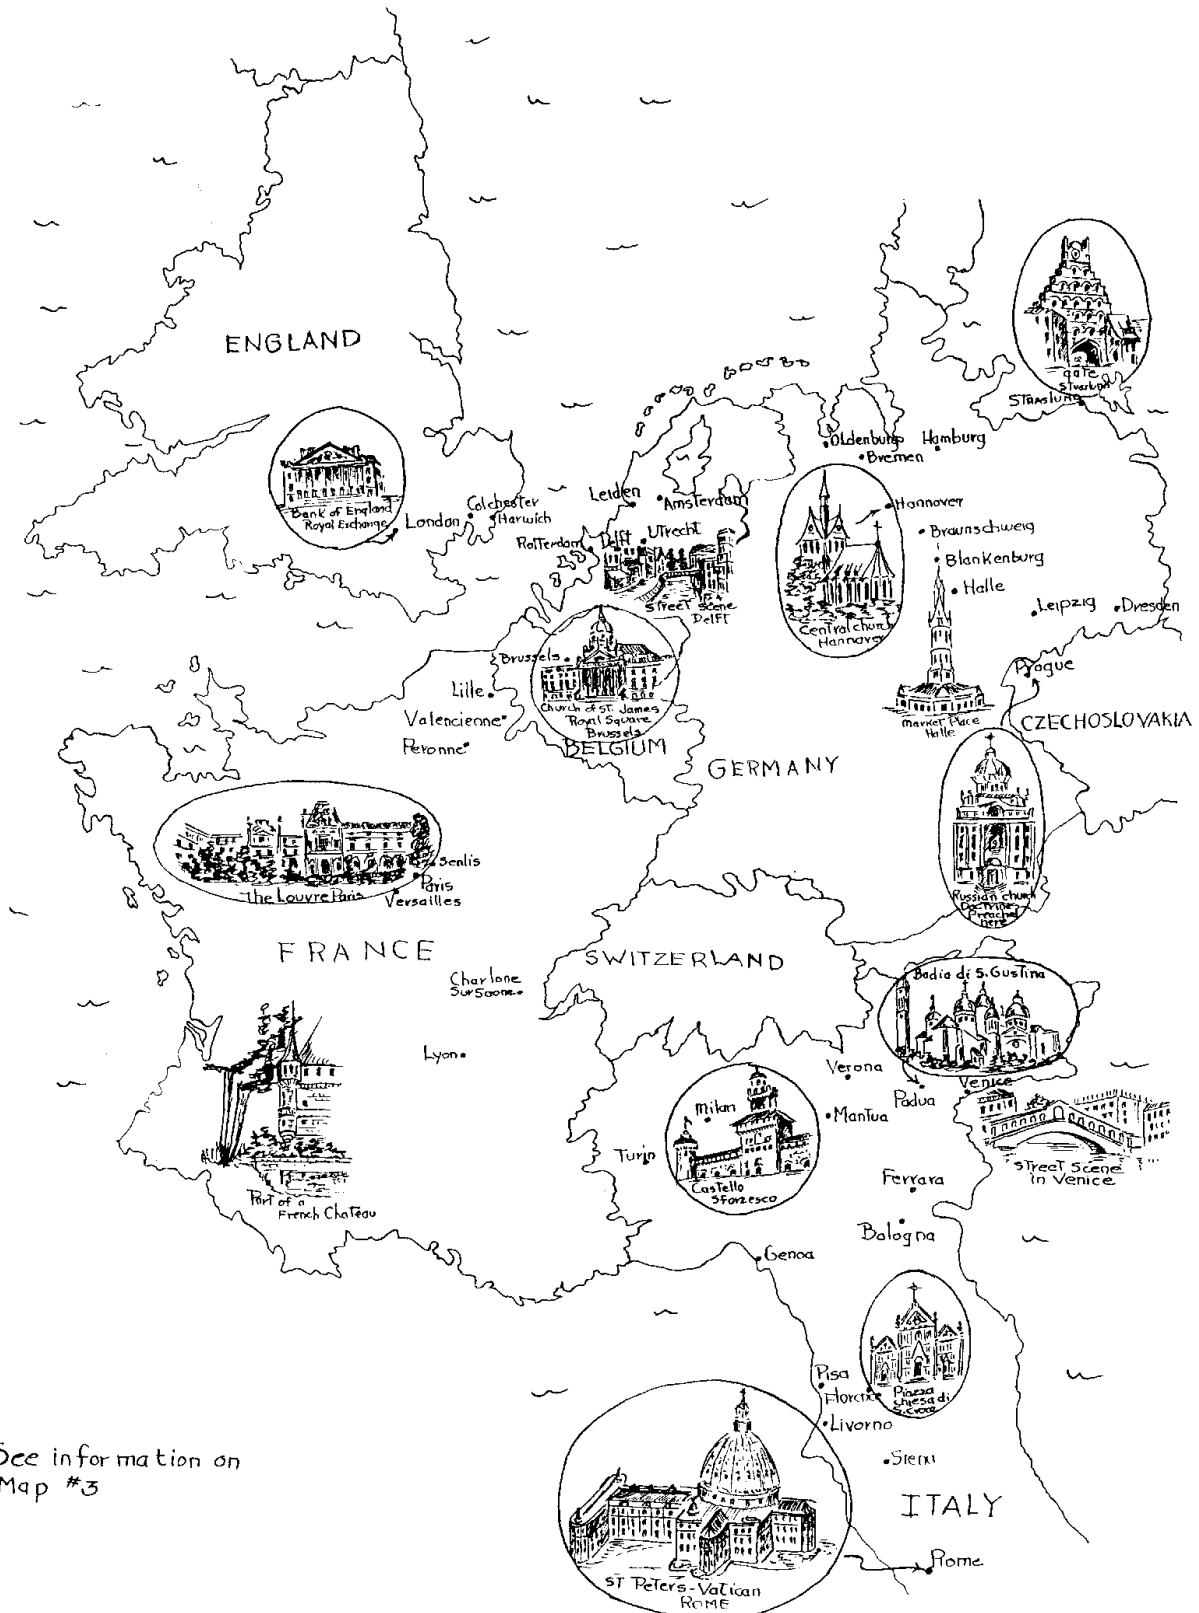 ENGLAND
Bank of England
Royal Exchange
London
Colchester
Harwich
gate
Stralund
STRASLUND
Oldenburg
Hamburg
Bremen
Leiden
Amsterdam
Rotterdam
Delft
UTrecht
Street Scene
Delft
Hannover
Central church
Hannover
Braunschweig
Blankenburg
Halle
Leipzig
Dresden
Market Place
Halle
Prague
CZECHOSLOVAKIA
Brussels
Church of ST. James
Royal Square
Brussels
BELGIUM
Lille
Valencienne
Peronne
GERMANY
Senlis
Paris
Versailles
The Louvre Paris
Russian church
Doctrine
Preached
here
FRANCE
SWITZERLAND
Charlone
Sur Saone
Lyon
Badia di S. Gustina
Verona
Padua
Venice
Milan
Mantua
Turin
Castello
Sforzesco
Street Scene
in Venice
Part of a
French Chateau
Ferrara
Bologna
Genoa
Pisa
Florence
Piazza
Chiesa di
S. Croce
Livorno
Siena
See information on
Map #3
ITALY
Rome
ST Peters-Vatican
ROME